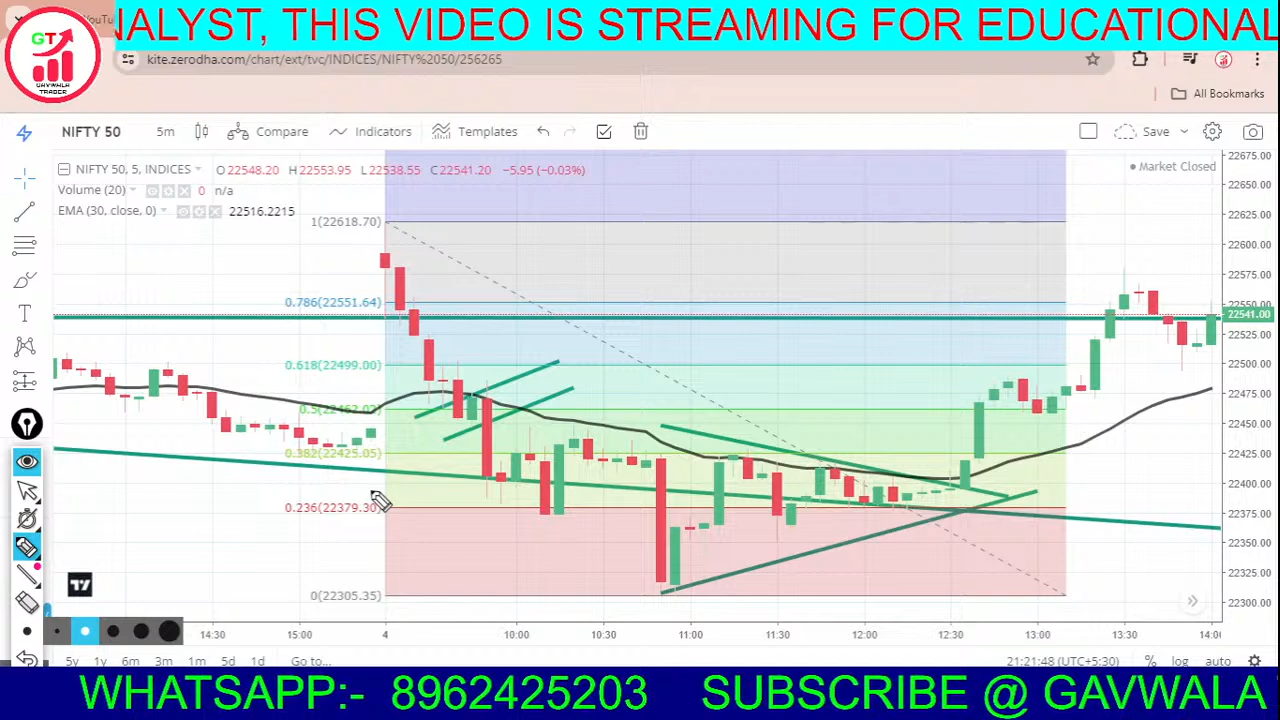 NALYST, THIS VIDEO IS STREAMING FOR EDUCATIONAL
GT
GAVWALA
TRADER
kite.zerodha.com/chart/ext/tvc/INDICES/NIFTY%2050/256265
All Bookmarks
NIFTY 50 5m Compare Indicators Templates Save
NIFTY 50, 5, INDICES O22548.20 H22553.95 L22538.55 C22541.20 −5.95 (−0.03%)
Market Closed
Volume (20) 0 n/a
EMA (30, close, 0) 22516.2215
1(22618.70)
0.786(22551.64)
0.618(22499.00)
0.5(22462.02)
0.382(22425.05)
0.236(22379.30)
0(22305.35)
22675.00
22650.00
22625.00
22600.00
22575.00
22550.00
22541.00
22525.00
22500.00
22475.00
22450.00
22425.00
22400.00
22375.00
22350.00
22325.00
22300.00
14:30 15:00 4 10:00 10:30 11:00 11:30 12:00 12:30 13:00 13:30 14:00
5y 1y 6m 3m 1m 5d 1d Go to... 21:21:48 (UTC+5:30) % log auto
WHATSAPP:- 8962425203 SUBSCRIBE @ GAVWALA